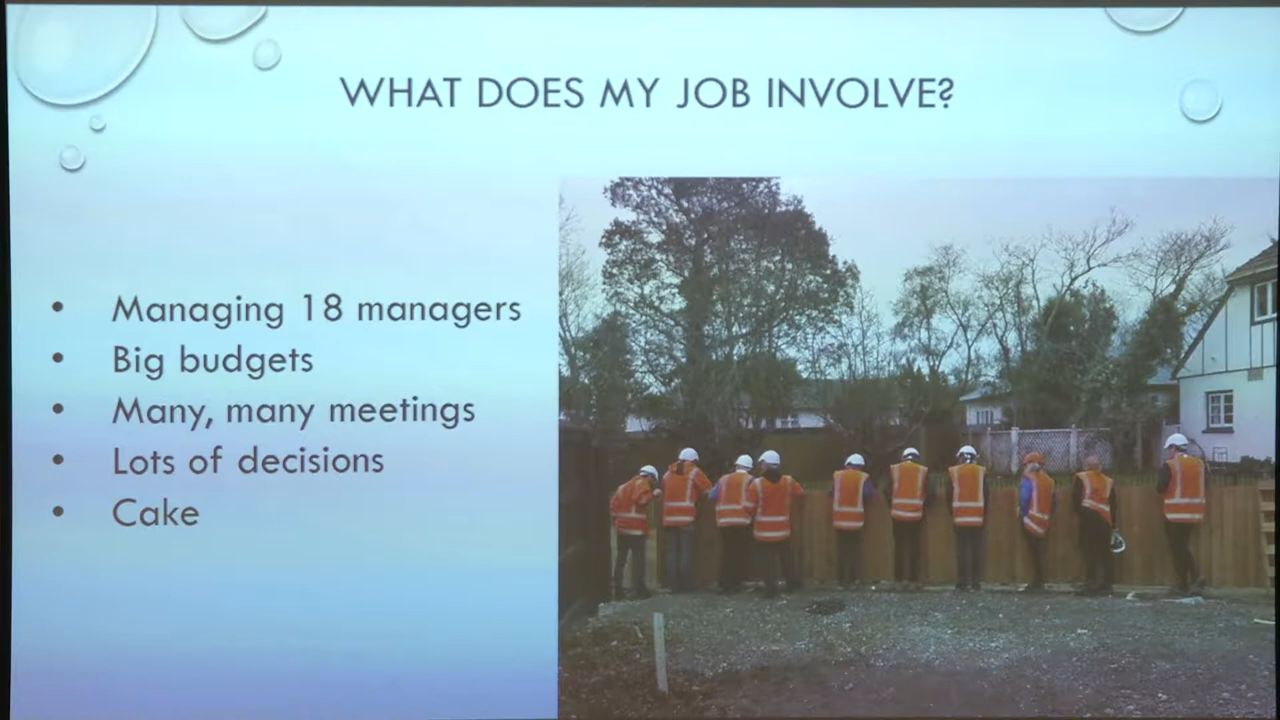 WHAT DOES MY JOB INVOLVE?
• Managing 18 managers
• Big budgets
• Many, many meetings
• Lots of decisions
• Cake